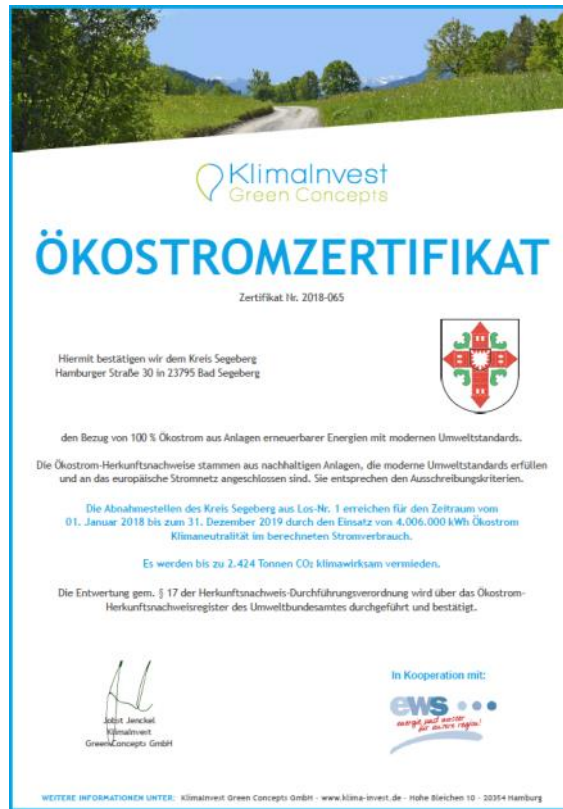 KlimaInvest
Green Concepts
ÖKOSTROMZERTIFIKAT
Zertifikat Nr. 2018-065
Hiermit bestätigen wir dem Kreis Segeberg
Hamburger Straße 30 in 23795 Bad Segeberg
den Bezug von 100 % Ökostrom aus Anlagen erneuerbarer Energien mit modernen Umweltstandards.
Die Ökostrom-Herkunftsnachweise stammen aus nachhaltigen Anlagen, die moderne Umweltstandards erfüllen
und an das europäische Stromnetz angeschlossen sind. Sie entsprechen den Ausschreibungskriterien.
Die Abnahmestellen des Kreis Segeberg aus Los-Nr. 1 erreichen für den Zeitraum vom
01. Januar 2018 bis zum 31. Dezember 2019 durch den Einsatz von 4.006.000 kWh Ökostrom
Klimaneutralität im berechneten Stromverbrauch.
Es werden bis zu 2.424 Tonnen CO₂ klimawirksam vermieden.
Die Entwertung gem. § 17 der Herkunftsnachweis-Durchführungsverordnung wird über das Ökostrom-
Herkunftsnachweisregister des Umweltbundesamtes durchgeführt und bestätigt.
Jobst Jenckel
KlimaInvest
GreenConcepts GmbH
In Kooperation mit:
ews
energie und wasser
für unsere region!
WEITERE INFORMATIONEN UNTER: KlimaInvest Green Concepts GmbH - www.klima-invest.de - Hohe Bleichen 10 - 20354 Hamburg